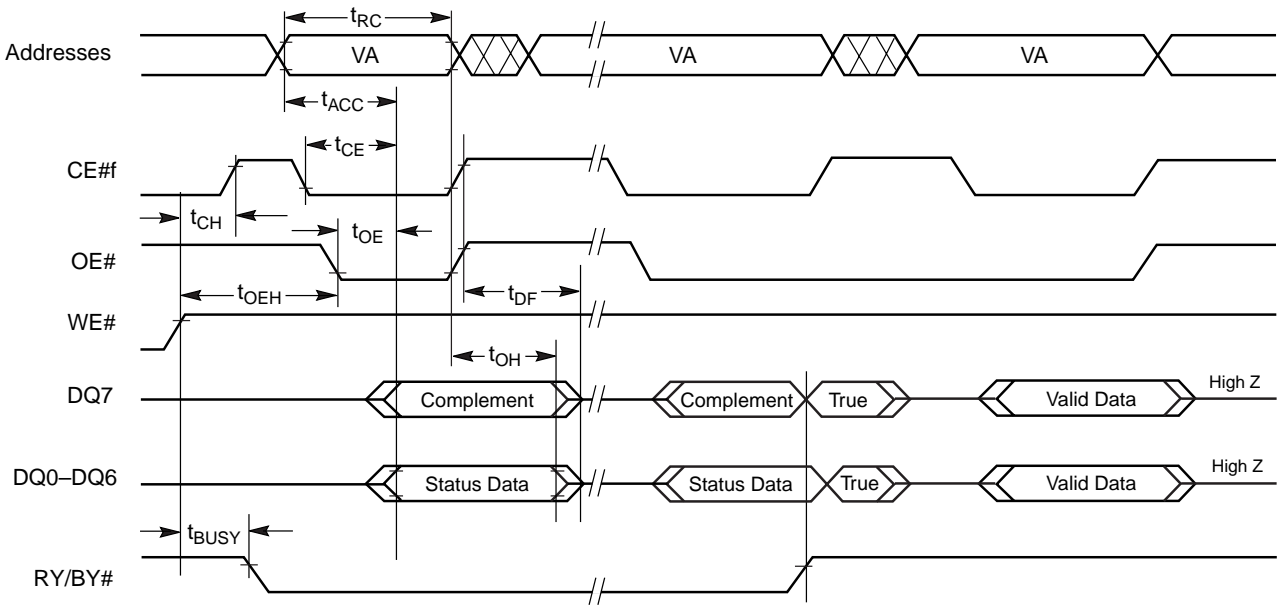 tRC
Addresses VA VA VA
tACC
tCE
CE#f
tCH
tOE
OE#
tOEH tDF
WE#
tOH
DQ7 Complement Complement True Valid Data High Z
DQ0–DQ6 Status Data Status Data True Valid Data High Z
tBUSY
RY/BY#